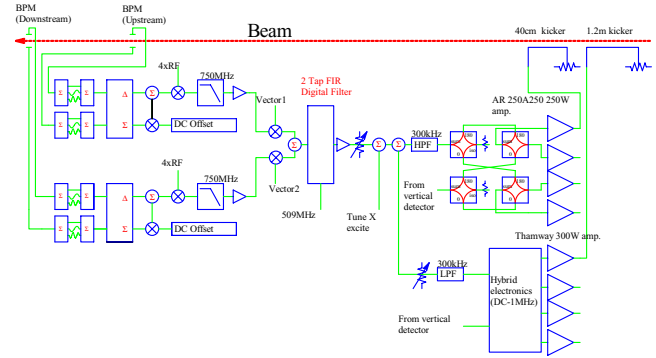 BPM
(Downstream)
BPM
(Upstream)
Beam
40cm kicker
1.2m kicker
4xRF
750MHz
2 Tap FIR
Digital Filter
AR 250A250 250W
amp.
Σ
Σ
Δ
Σ
Σ
Σ
Σ
DC Offset
Vector1
Σ
Σ
Σ
300kHz
HPF
4xRF
750MHz
Vector2
From
vertical
detector
509MHz
Tune X
excite
Σ
Σ
Δ
Σ
Σ
Σ
Σ
DC Offset
Thamway 300W amp.
300kHz
LPF
Hybrid
electronics
(DC-1MHz)
From vertical
detector